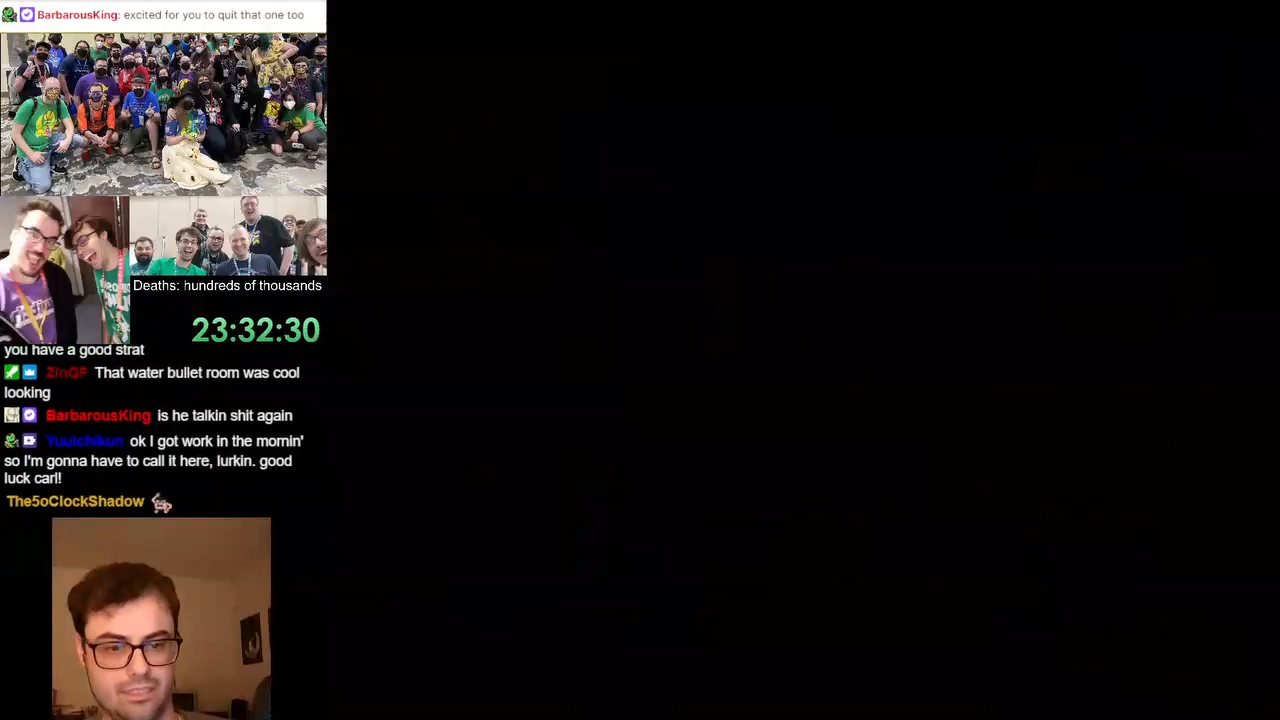 BarbarousKing: excited for you to quit that one too
Deaths: hundreds of thousands
23:32:30
you have a good strat
ZinGF That water bullet room was cool
looking
BarbarousKing is he talkin shit again
Yuuichikun ok I got work in the mornin'
so I'm gonna have to call it here, lurkin. good
luck carl!
The5oClockShadow